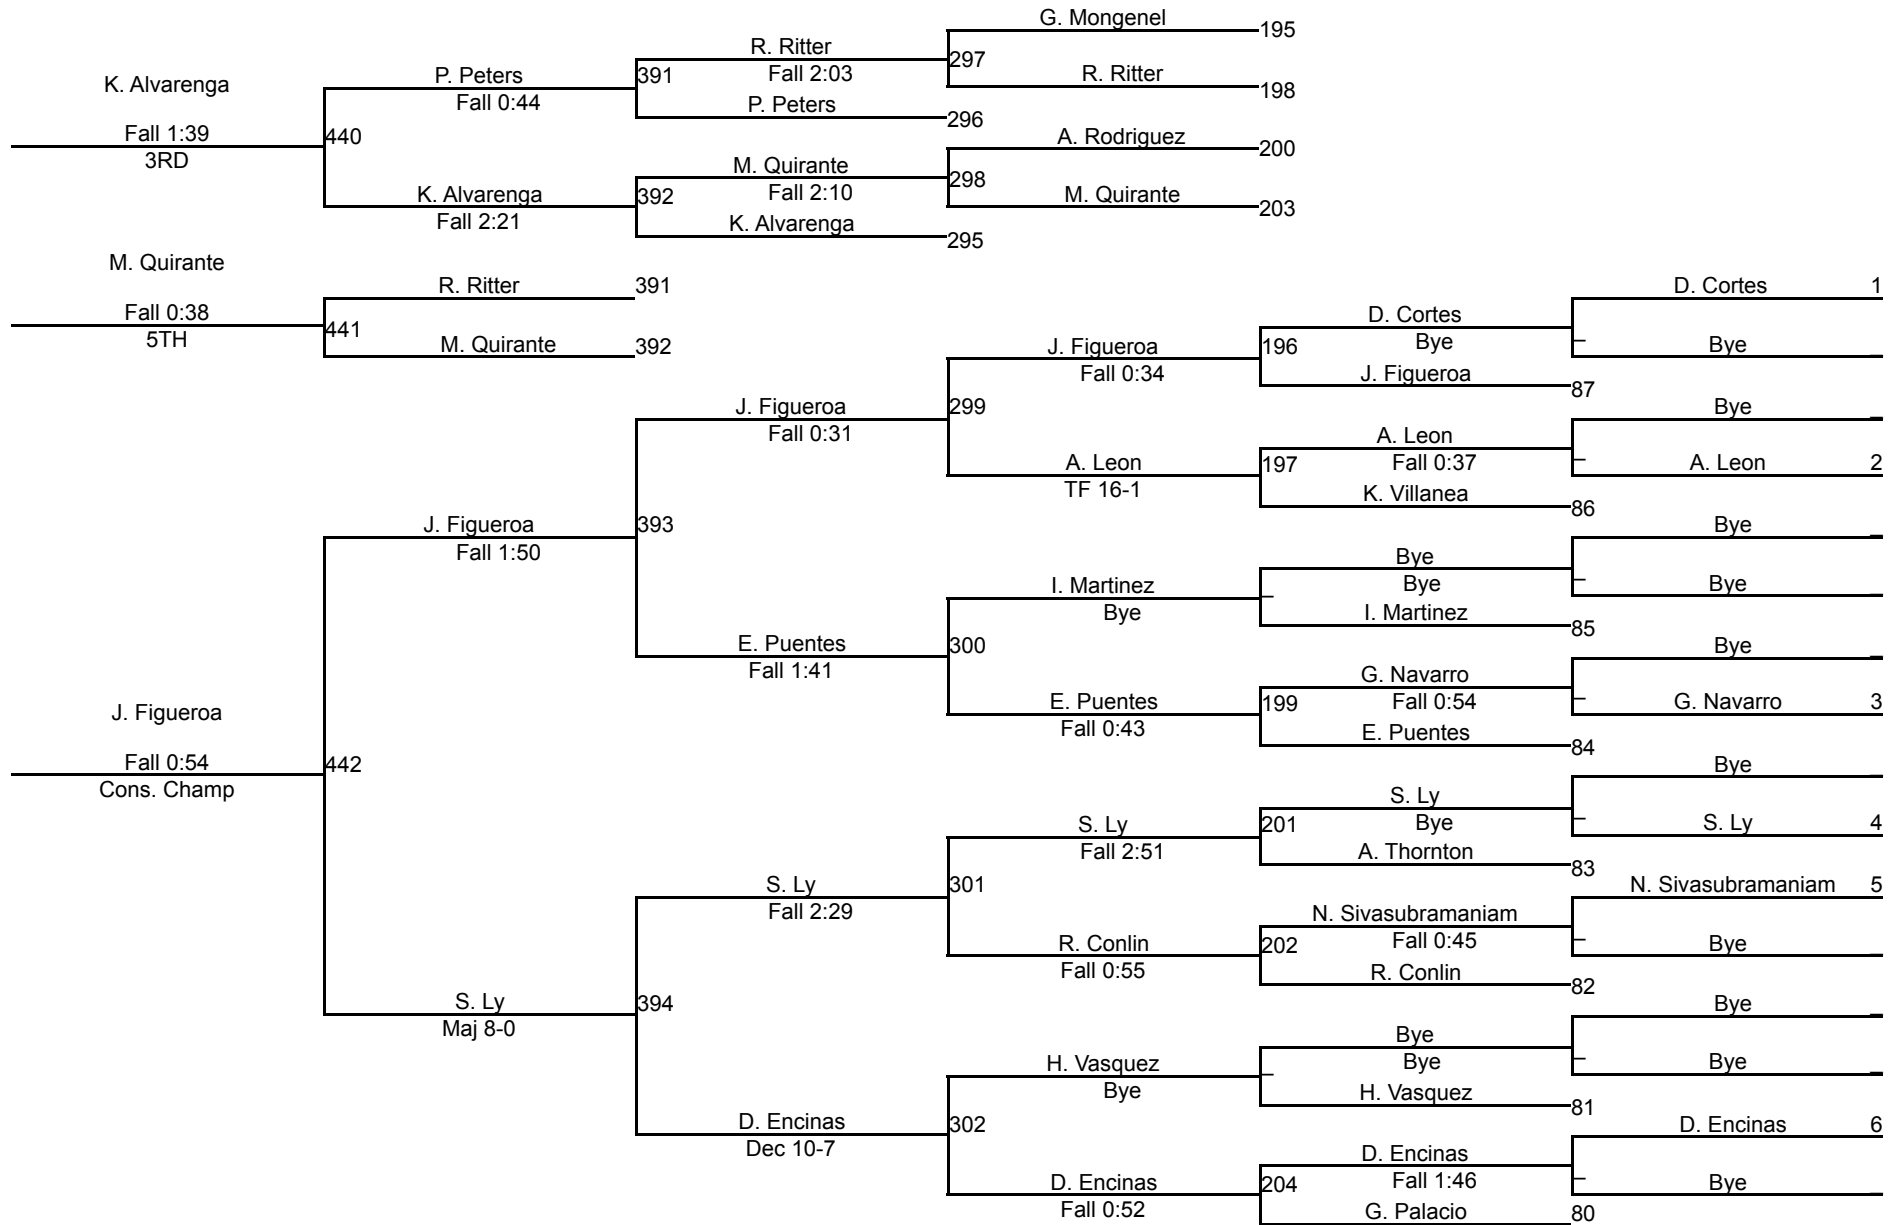 G. Mongenel
195
R. Ritter
297
Fall 2:03
R. Ritter
198
K. Alvarenga
P. Peters
391
Fall 0:44
P. Peters
296
Fall 1:39
440
3RD
A. Rodriguez
200
M. Quirante
298
Fall 2:10
M. Quirante
203
K. Alvarenga
392
Fall 2:21
K. Alvarenga
295
M. Quirante
Fall 0:38
5TH
R. Ritter
391
441
M. Quirante
392
D. Cortes
1
D. Cortes
Bye
Bye
J. Figueroa
196
Fall 0:34
J. Figueroa
87
J. Figueroa
299
Fall 0:31
Bye
A. Leon
Fall 0:37
A. Leon
2
A. Leon
197
TF 16-1
K. Villanea
86
J. Figueroa
393
Fall 1:50
Bye
Bye
Bye
Bye
I. Martinez
Bye
I. Martinez
85
E. Puentes
300
Fall 1:41
Bye
G. Navarro
Fall 0:54
G. Navarro
3
E. Puentes
199
Fall 0:43
E. Puentes
84
J. Figueroa
Fall 0:54
442
Cons. Champ
Bye
S. Ly
Bye
S. Ly
4
S. Ly
201
Fall 2:51
A. Thornton
83
S. Ly
301
Fall 2:29
N. Sivasubramaniam
5
N. Sivasubramaniam
Fall 0:45
Bye
R. Conlin
202
Fall 0:55
R. Conlin
82
S. Ly
394
Maj 8-0
Bye
Bye
Bye
Bye
H. Vasquez
Bye
H. Vasquez
81
D. Encinas
302
Dec 10-7
D. Encinas
6
D. Encinas
Fall 1:46
Bye
D. Encinas
204
Fall 0:52
G. Palacio
80